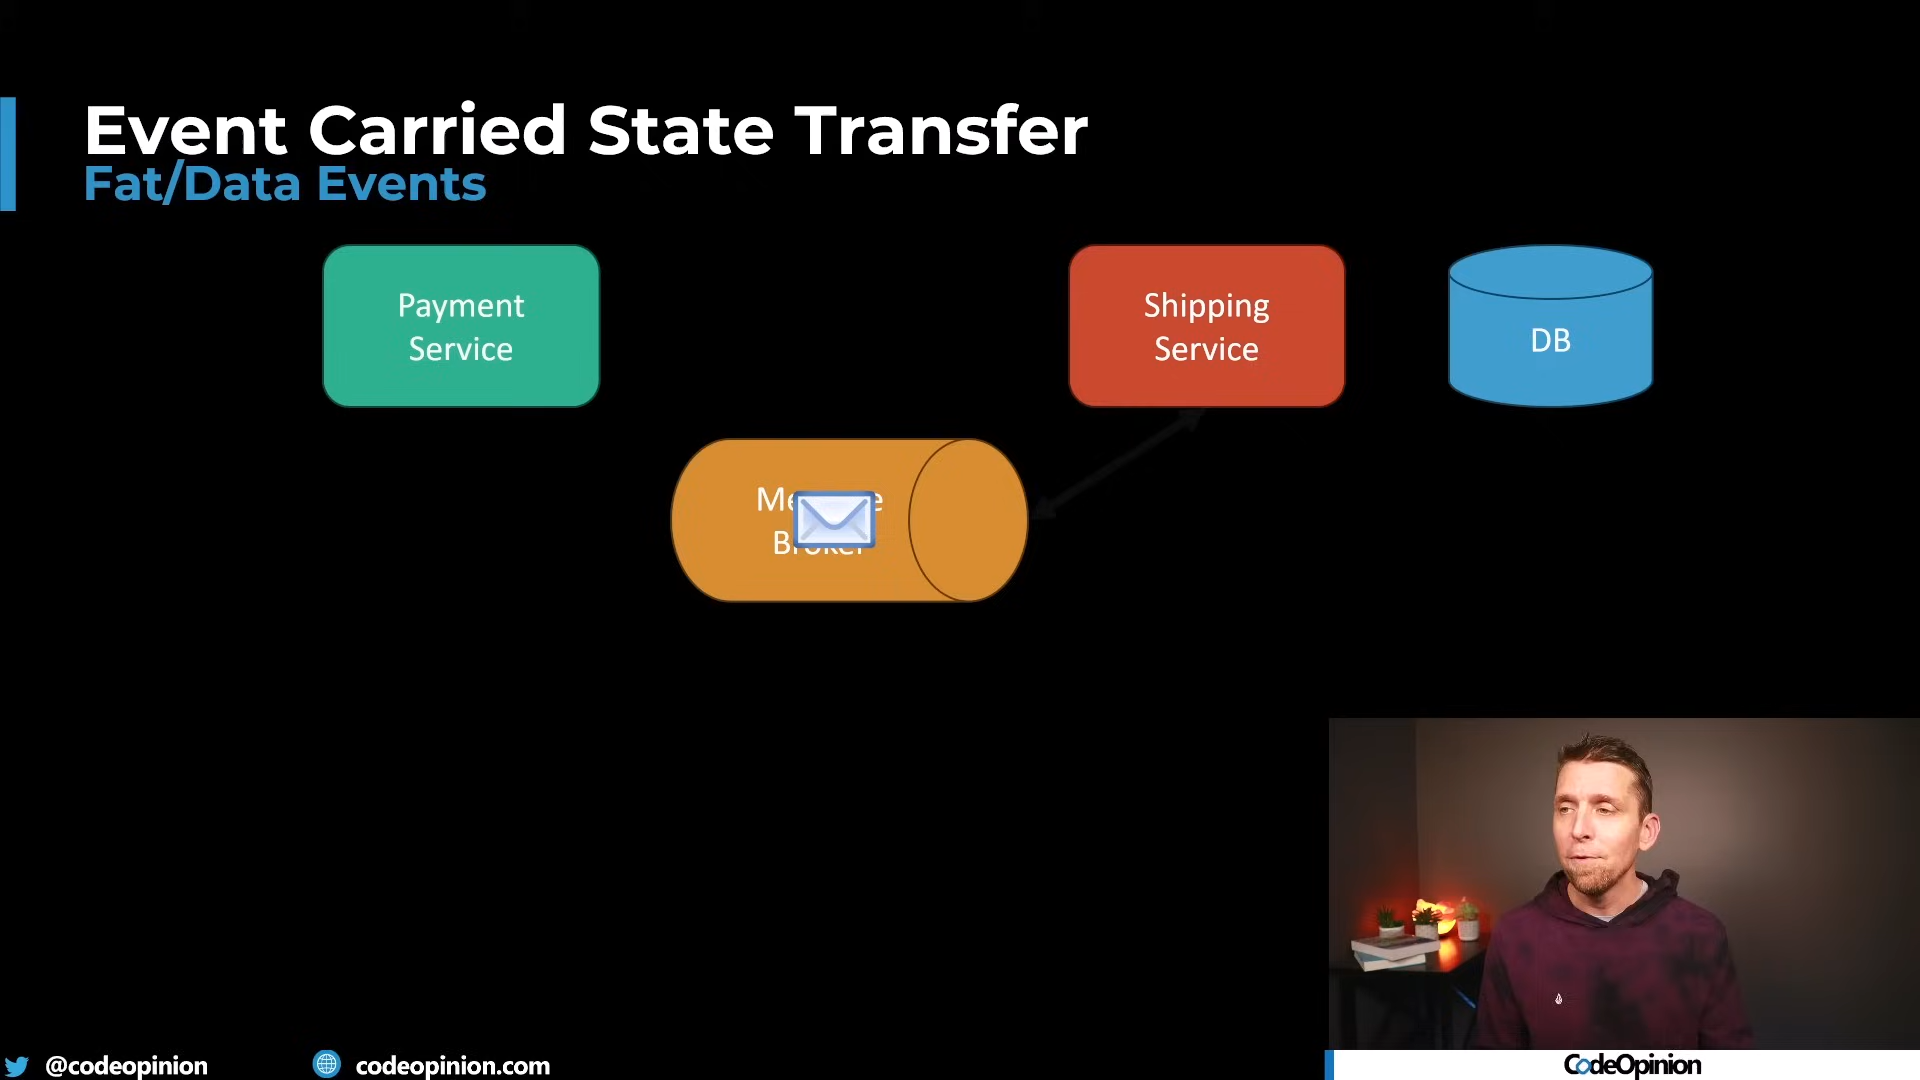 Event Carried State Transfer
Fat/Data Events
Payment
Service
Shipping
Service
DB
@codeopinion
codeopinion.com
CodeOpinion